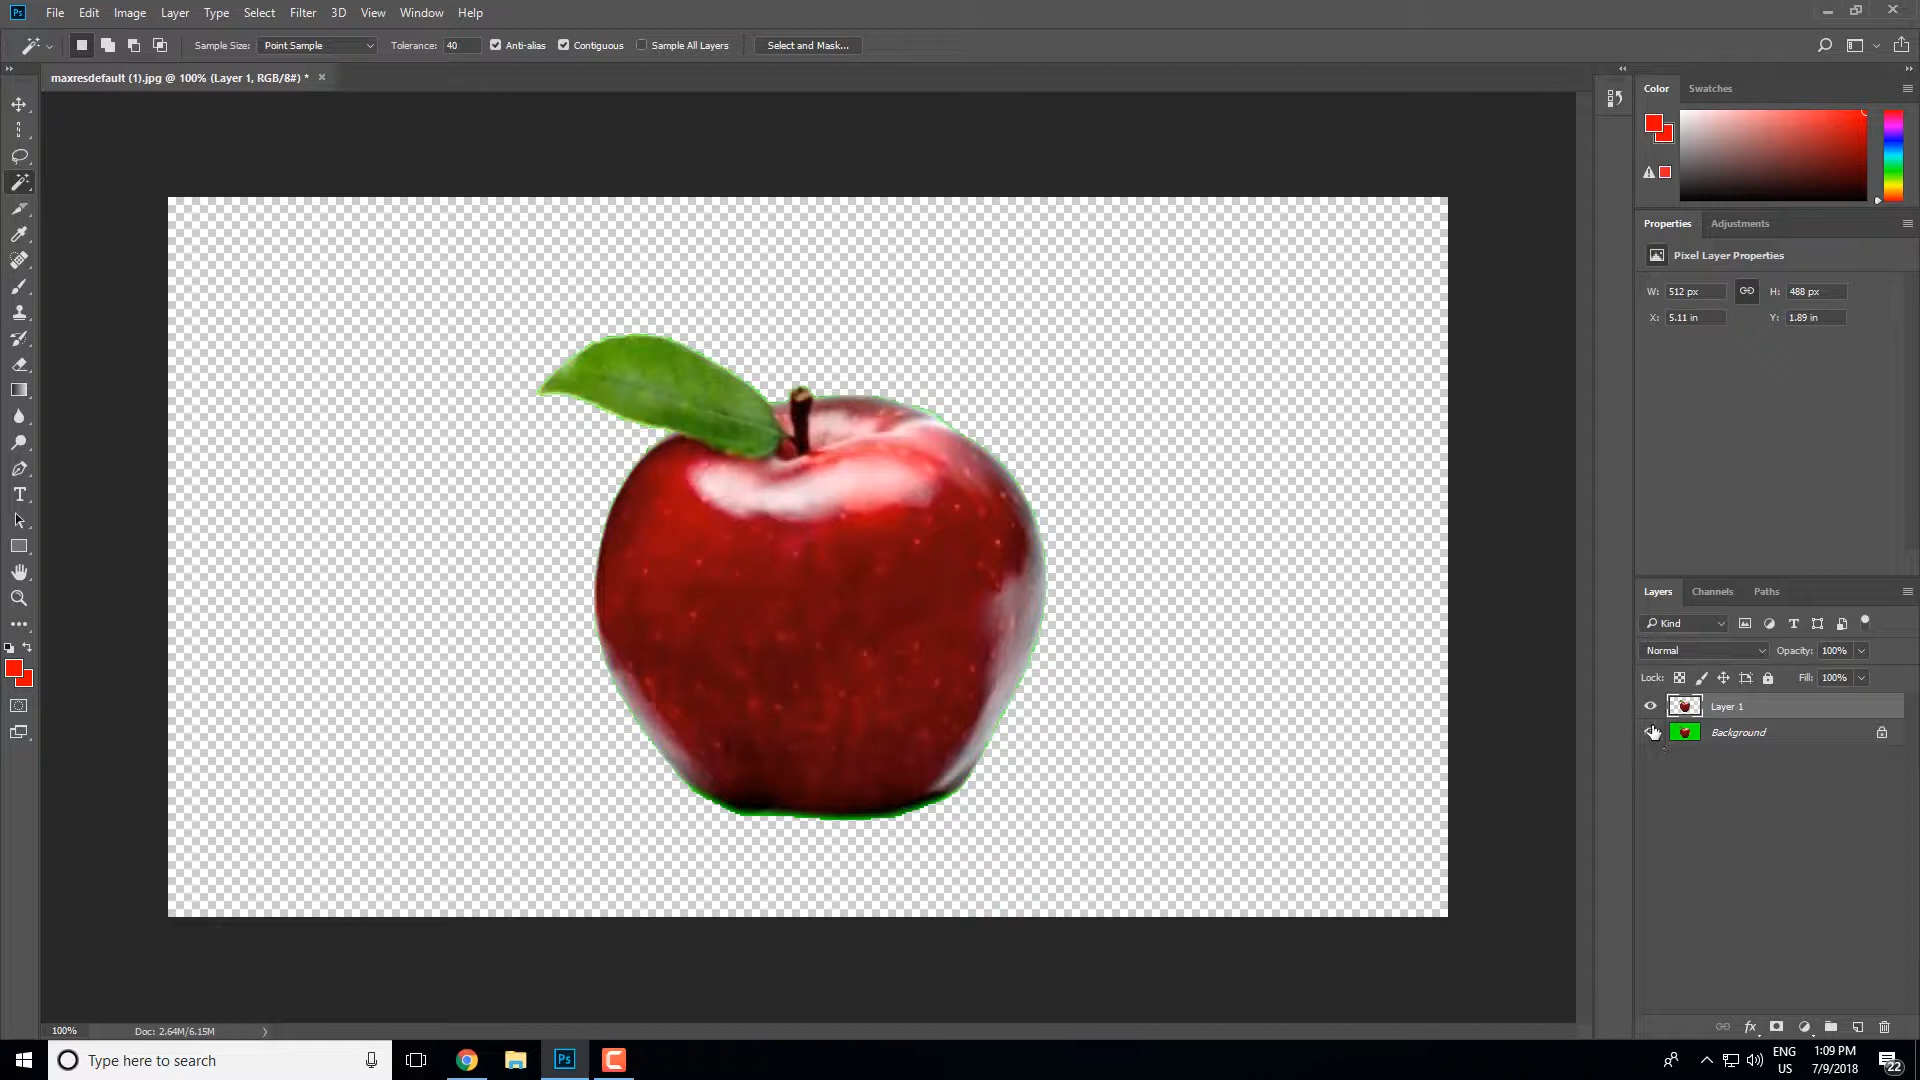 Ps File Edit Image Layer Type Select Filter 3D View Window Help
Sample Size: Point Sample Tolerance: 40 Anti-alias Contiguous Sample All Layers Select and Mask...
maxresdefault (1).jpg @ 100% (Layer 1, RGB/8#) * ×
Color Swatches
Properties Adjustments
Pixel Layer Properties
W: 512 px H: 488 px
X: 5.11 in Y: 1.89 in
Layers Channels Paths
Kind
Normal Opacity: 100%
Lock: Fill: 100%
Layer 1
Background
100% Doc: 2.64M/6.15M
Type here to search Ps ENG US 1:09 PM 7/9/2018 22